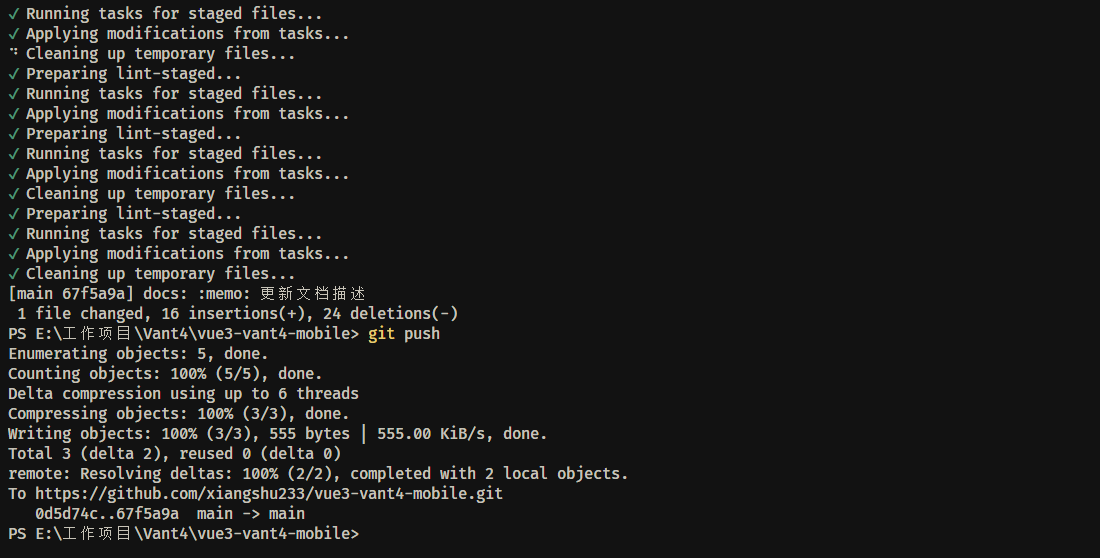 ✓ Running tasks for staged files...
✓ Applying modifications from tasks...
⠙ Cleaning up temporary files...
✓ Preparing lint-staged...
✓ Running tasks for staged files...
✓ Applying modifications from tasks...
✓ Preparing lint-staged...
✓ Running tasks for staged files...
✓ Applying modifications from tasks...
✓ Cleaning up temporary files...
✓ Preparing lint-staged...
✓ Running tasks for staged files...
✓ Applying modifications from tasks...
✓ Cleaning up temporary files...
[main 67f5a9a] docs: :memo: 更新文档描述
1 file changed, 16 insertions(+), 24 deletions(-)
PS E:\工作项目\Vant4\vue3-vant4-mobile> git push
Enumerating objects: 5, done.
Counting objects: 100% (5/5), done.
Delta compression using up to 6 threads
Compressing objects: 100% (3/3), done.
Writing objects: 100% (3/3), 555 bytes | 555.00 KiB/s, done.
Total 3 (delta 2), reused 0 (delta 0)
remote: Resolving deltas: 100% (2/2), completed with 2 local objects.
To https://github.com/xiangshu233/vue3-vant4-mobile.git
0d5d74c..67f5a9a  main -> main
PS E:\工作项目\Vant4\vue3-vant4-mobile>